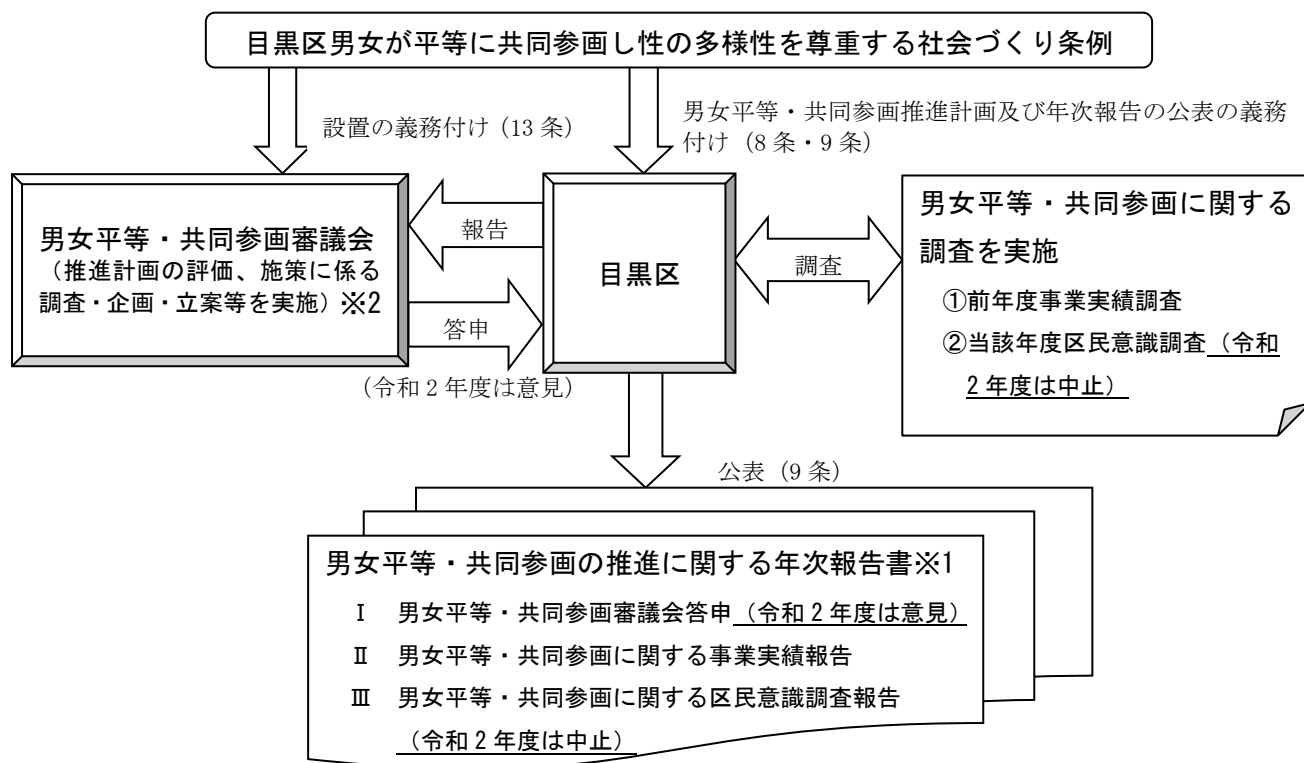 目黒区男女が平等に共同参画し性の多様性を尊重する社会づくり条例
設置の義務付け（13 条）
男女平等・共同参画推進計画及び年次報告の公表の義務
付け（8 条・9 条）
男女平等・共同参画審議会
（推進計画の評価、施策に係る
調査・企画・立案等を実施）※2
報告
答申
（令和 2 年度は意見）
目黒区
調査
男女平等・共同参画に関する
調査を実施
①前年度事業実績調査
②当該年度区民意識調査（令和
2 年度は中止）
公表（9 条）
男女平等・共同参画の推進に関する年次報告書※1
Ⅰ 男女平等・共同参画審議会答申（令和 2 年度は意見）
Ⅱ 男女平等・共同参画に関する事業実績報告
Ⅲ 男女平等・共同参画に関する区民意識調査報告
（令和 2 年度は中止）